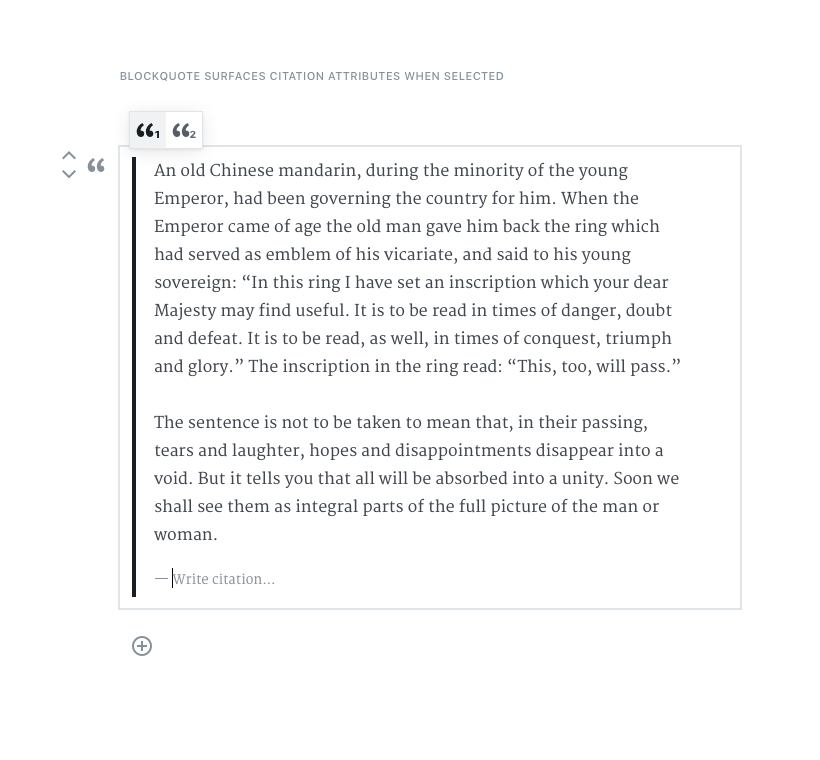 BLOCKQUOTE SURFACES CITATION ATTRIBUTES WHEN SELECTED
“1 “2
“
An old Chinese mandarin, during the minority of the young
Emperor, had been governing the country for him. When the
Emperor came of age the old man gave him back the ring which
had served as emblem of his vicariate, and said to his young
sovereign: “In this ring I have set an inscription which your dear
Majesty may find useful. It is to be read in times of danger, doubt
and defeat. It is to be read, as well, in times of conquest, triumph
and glory.” The inscription in the ring read: “This, too, will pass.”
The sentence is not to be taken to mean that, in their passing,
tears and laughter, hopes and disappointments disappear into a
void. But it tells you that all will be absorbed into a unity. Soon we
shall see them as integral parts of the full picture of the man or
woman.
— Write citation…